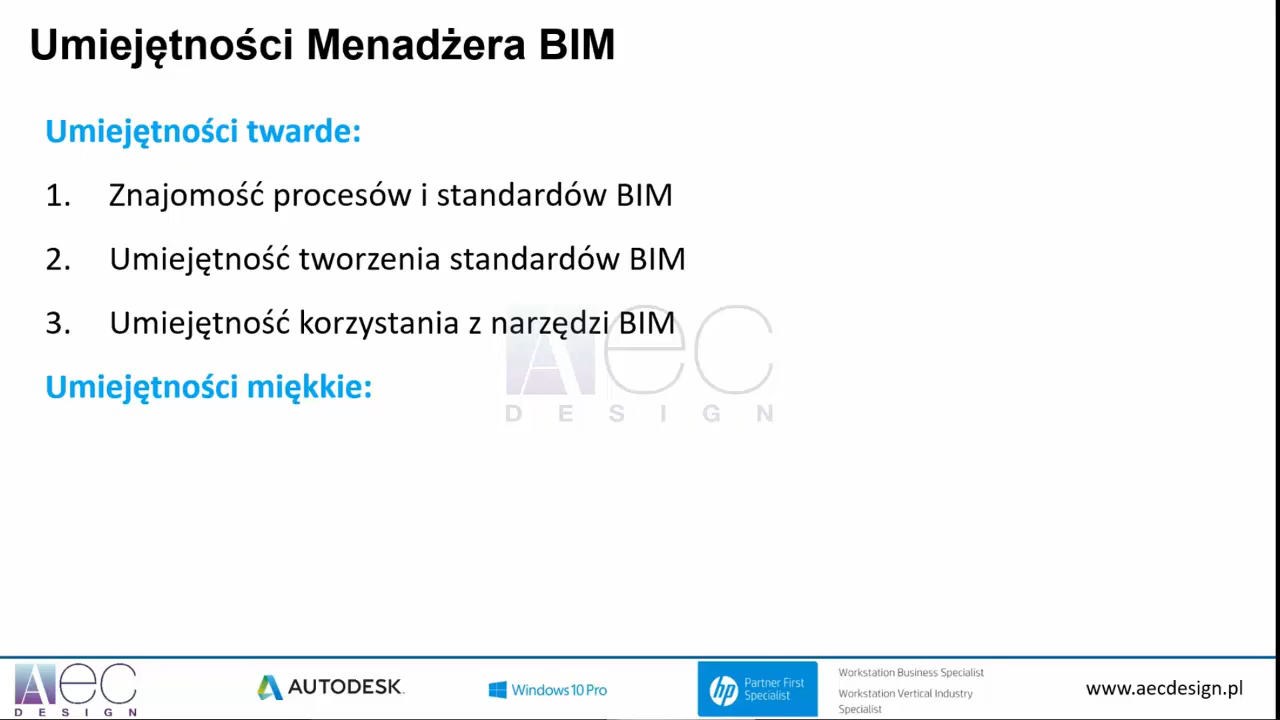 Umiejętności Menadżera BIM
Umiejętności twarde:
1. Znajomość procesów i standardów BIM
2. Umiejętność tworzenia standardów BIM
3. Umiejętność korzystania z narzędzi BIM
Umiejętności miękkie:
AEC
DESIGN
AEC
DESIGN
AUTODESK.
Windows 10 Pro
hp
Partner First
Specialist
Workstation Business Specialist
Workstation Vertical Industry
Specialist
www.aecdesign.pl